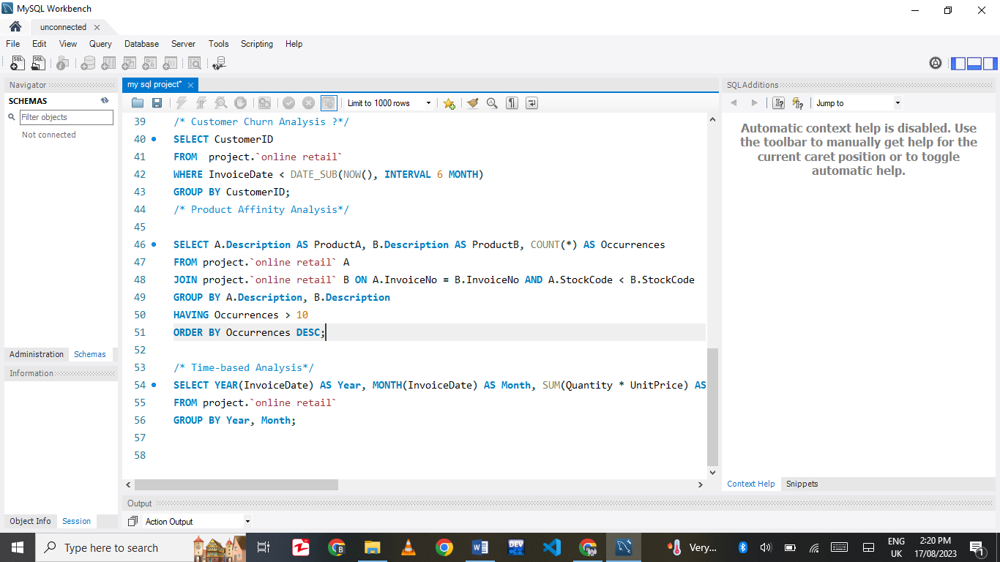 MySQL Workbench
unconnected
File Edit View Query Database Server Tools Scripting Help
Navigator
SCHEMAS
Filter objects
Not connected
Administration Schemas
Information
Object Info Session
my sql project*
Limit to 1000 rows
39 /* Customer Churn Analysis ?*/
40 SELECT CustomerID
41 FROM  project.`online retail`
42 WHERE InvoiceDate < DATE_SUB(NOW(), INTERVAL 6 MONTH)
43 GROUP BY CustomerID;
44 /* Product Affinity Analysis*/
45
46 SELECT A.Description AS ProductA, B.Description AS ProductB, COUNT(*) AS Occurrences
47 FROM project.`online retail` A
48 JOIN project.`online retail` B ON A.InvoiceNo = B.InvoiceNo AND A.StockCode < B.StockCode
49 GROUP BY A.Description, B.Description
50 HAVING Occurrences > 10
51 ORDER BY Occurrences DESC;
52
53 /* Time-based Analysis*/
54 SELECT YEAR(InvoiceDate) AS Year, MONTH(InvoiceDate) AS Month, SUM(Quantity * UnitPrice) AS
55 FROM project.`online retail`
56 GROUP BY Year, Month;
57
58
Output
Action Output
SQLAdditions
Jump to
Automatic context help is disabled. Use
the toolbar to manually get help for the
current caret position or to toggle
automatic help.
Context Help Snippets
Type here to search
DEV
Very...
ENG
UK
2:20 PM
17/08/2023
1